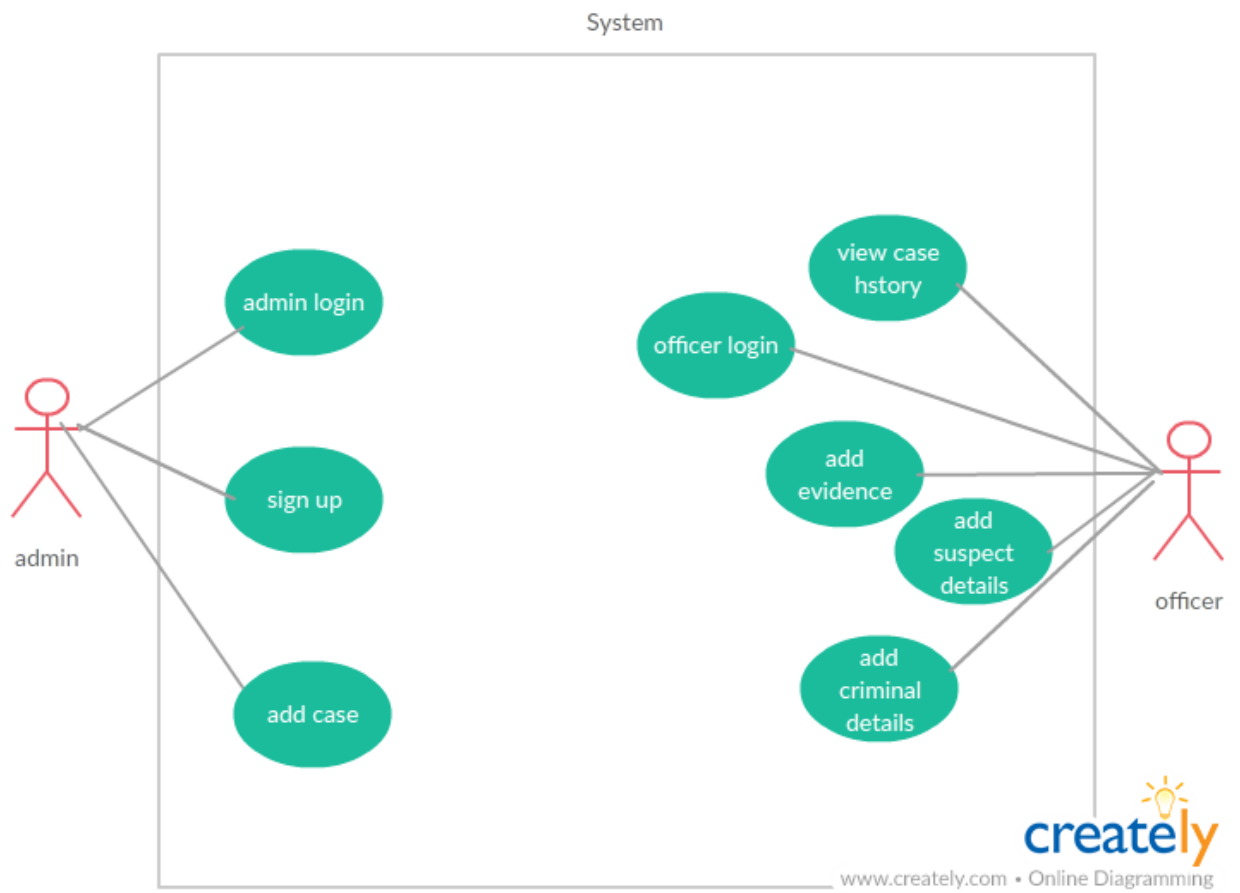 System
view case
hstory
admin login
officer login
add
evidence
sign up
add
suspect
details
admin
officer
add
criminal
details
add case
creately
www.creately.com • Online Diagramming